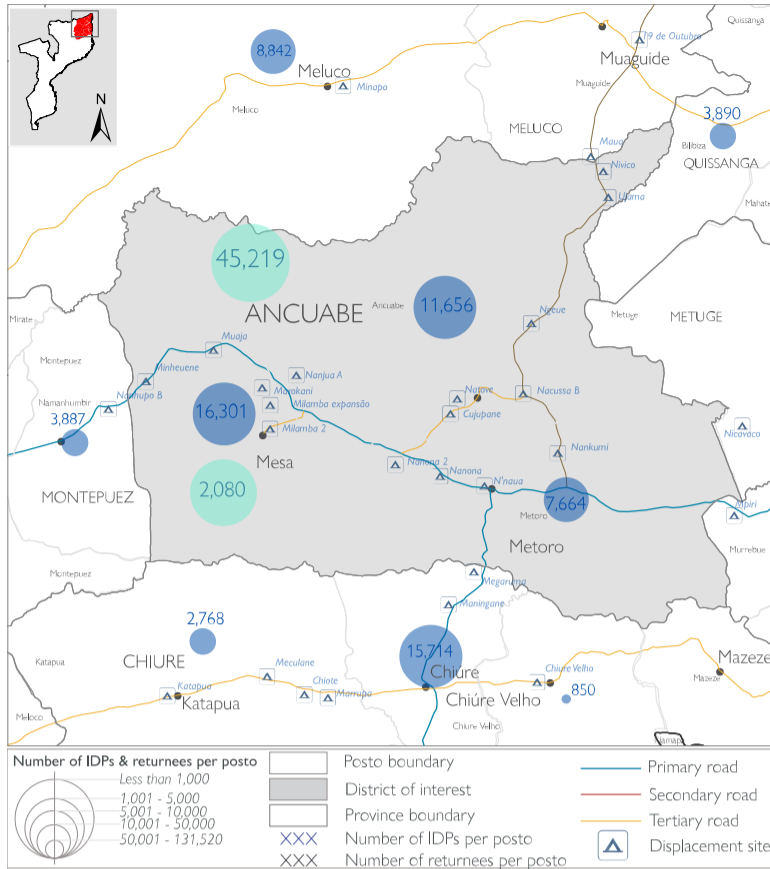 N
8,842
Meluco
Minapo
Meluco
19 de Outubro
Muaguide
Muaguide
Quissanga
MELUCO
3,890
Bilibiza
QUISSANGA
Maua
Nivico
Ujama
Mahate
45,219
ANCUABE
Ancuabe
11,656
Ngeue
Metuge
METUGE
Mirate
Montepuez
Muaja
Minheuene
Nanjua A
Marokani
Namanhumbir
Nanhupo B
3,887
16,301
Milamba expansão
Milamba 2
Mesa
Natove
Cujupane
Nacussa B
Nicavaco
Nankumi
Nanona 2
Nanona
N'naua
2,080
MONTEPUEZ
7,664
Metoro
Metoro
Mpiri
Murrebue
Montepuez
Megaruma
Maningane
2,768
CHIURE
15,714
Chiúre
Katapua
Katapua
Katapua
Meculane
Chiote
Marrupa
Chiúre Velho
Chiure Velho
850
Chiure Velho
Mazeze
Mazeze
Meloco
Number of IDPs & returnees per posto
Less than 1,000
1,001 - 5,000
5,001 - 10,000
10,001 - 50,000
50,001 - 131,520
Posto boundary
District of interest
Province boundary
XXX Number of IDPs per posto
XXX Number of returnees per posto
Primary road
Secondary road
Tertiary road
Displacement site